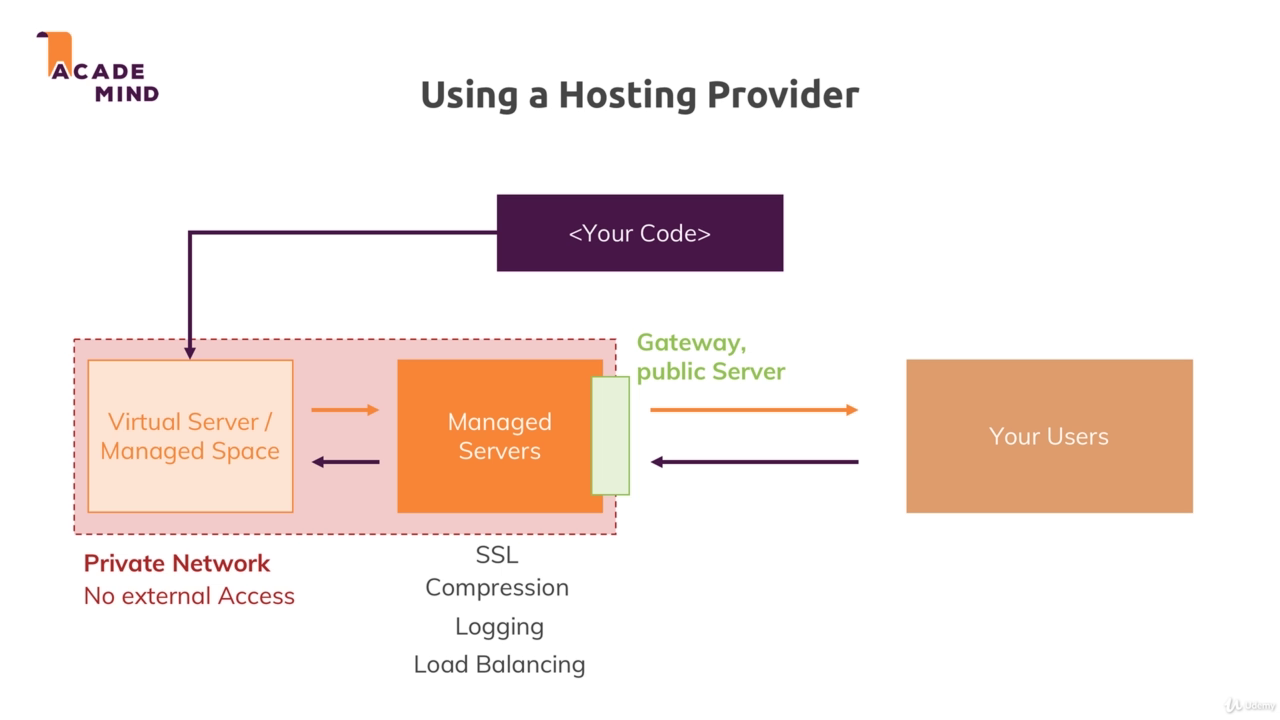 ACADE
MIND
Using a Hosting Provider
<Your Code>
Gateway,
public Server
Virtual Server /
Managed Space
Managed
Servers
Your Users
Private Network
No external Access
SSL
Compression
Logging
Load Balancing
Udemy